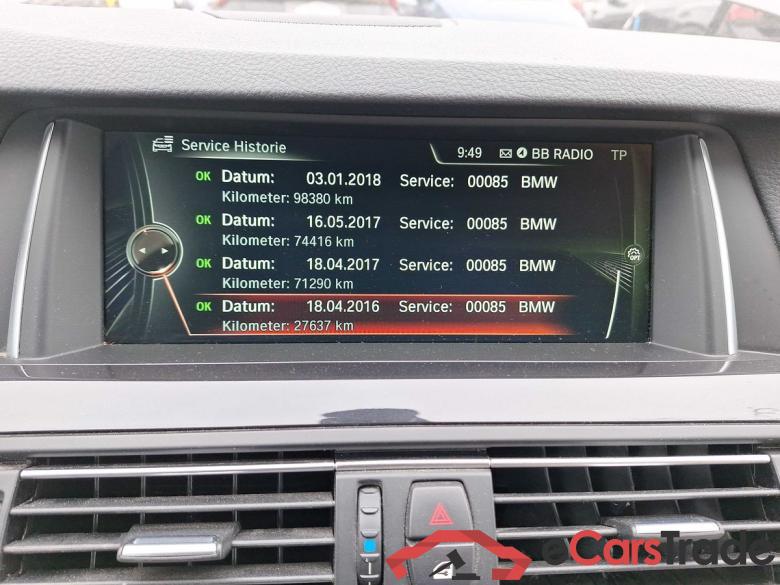 Service Historie
9:49 BB RADIO TP
OK Datum: 03.01.2018 Service: 00085 BMW
Kilometer: 98380 km
OK Datum: 16.05.2017 Service: 00085 BMW
Kilometer: 74416 km
OK Datum: 18.04.2017 Service: 00085 BMW
Kilometer: 71290 km
OK Datum: 18.04.2016 Service: 00085 BMW
Kilometer: 27637 km
OPT
eCarsTrade